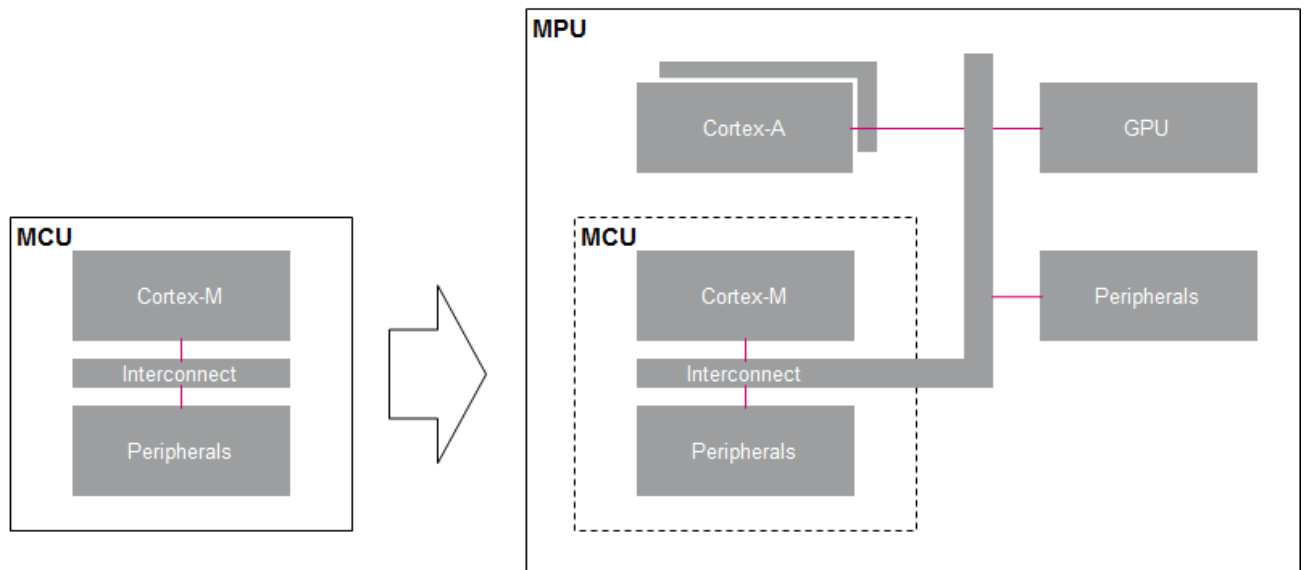 MCU
Cortex-M
Interconnect
Peripherals
MPU
Cortex-A
GPU
MCU
Cortex-M
Interconnect
Peripherals
Peripherals